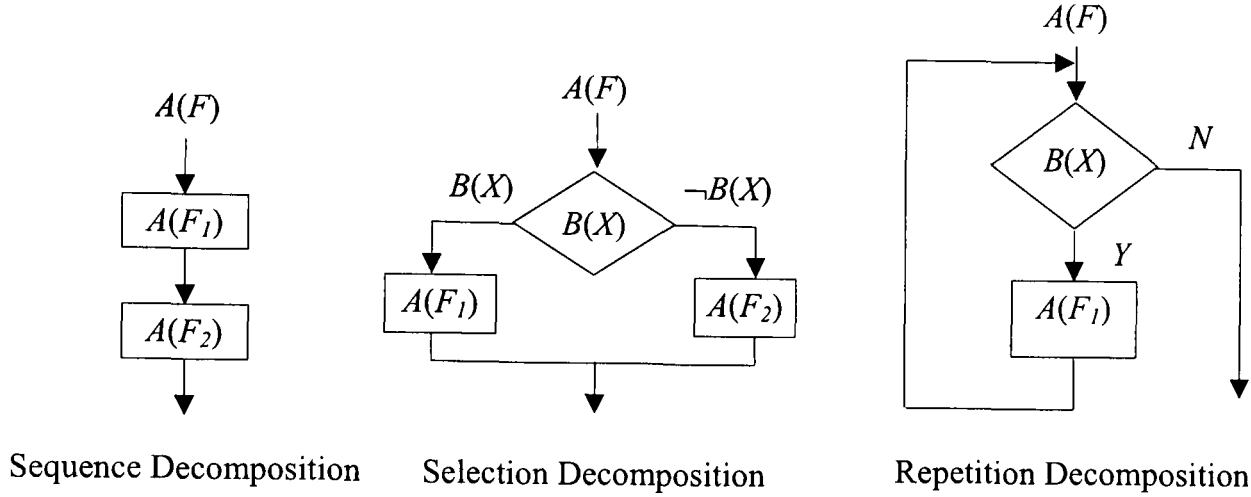 A(F)
A(F₁)
A(F₂)
Sequence Decomposition
A(F)
B(X)
¬B(X)
B(X)
A(F₁)
A(F₂)
Selection Decomposition
A(F)
B(X)
N
Y
A(F₁)
Repetition Decomposition